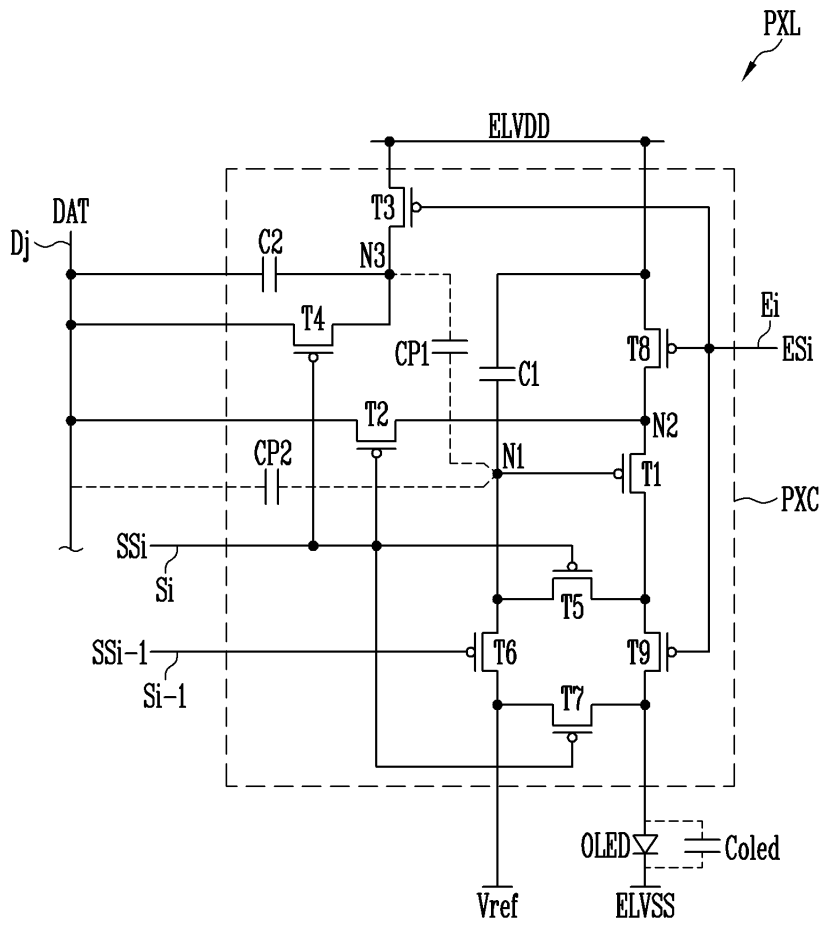 PXL
ELVDD
T3
DAT
Dj
C2
N3
T4
Ei
CP1
T8
ESi
C1
T2
N2
CP2
N1
T1
PXC
SSi
Si
T5
SSi-1
T6
T9
Si-1
T7
OLED
Coled
Vref
ELVSS